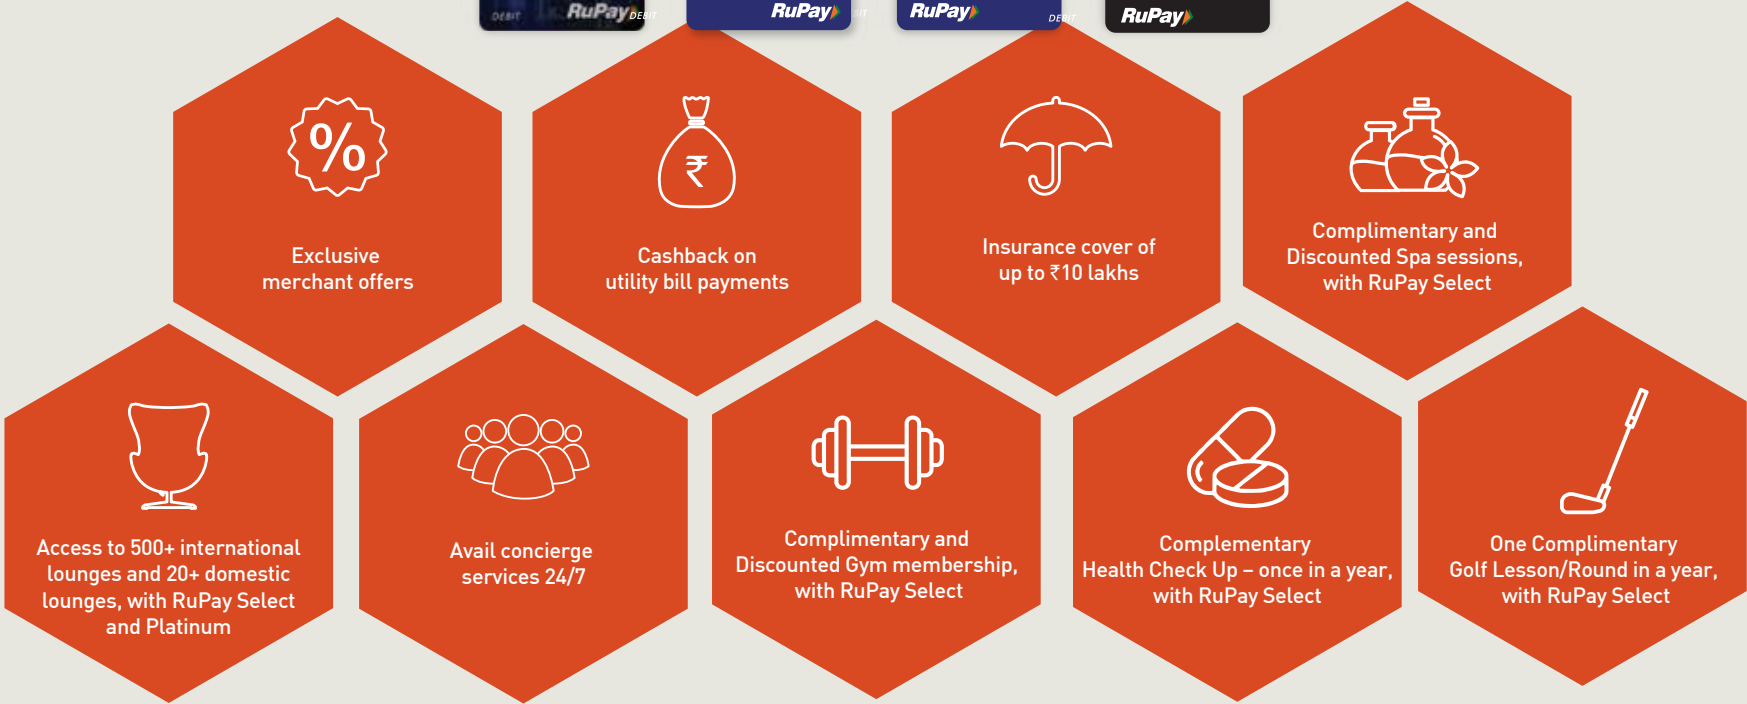 DEBIT RuPay DEBIT RuPay RuPay DEBIT RuPay
%
₹
Exclusive
merchant offers
Cashback on
utility bill payments
Insurance cover of
up to ₹10 lakhs
Complimentary and
Discounted Spa sessions,
with RuPay Select
Access to 500+ international
lounges and 20+ domestic
lounges, with RuPay Select
and Platinum
Avail concierge
services 24/7
Complimentary and
Discounted Gym membership,
with RuPay Select
Complementary
Health Check Up – once in a year,
with RuPay Select
One Complimentary
Golf Lesson/Round in a year,
with RuPay Select